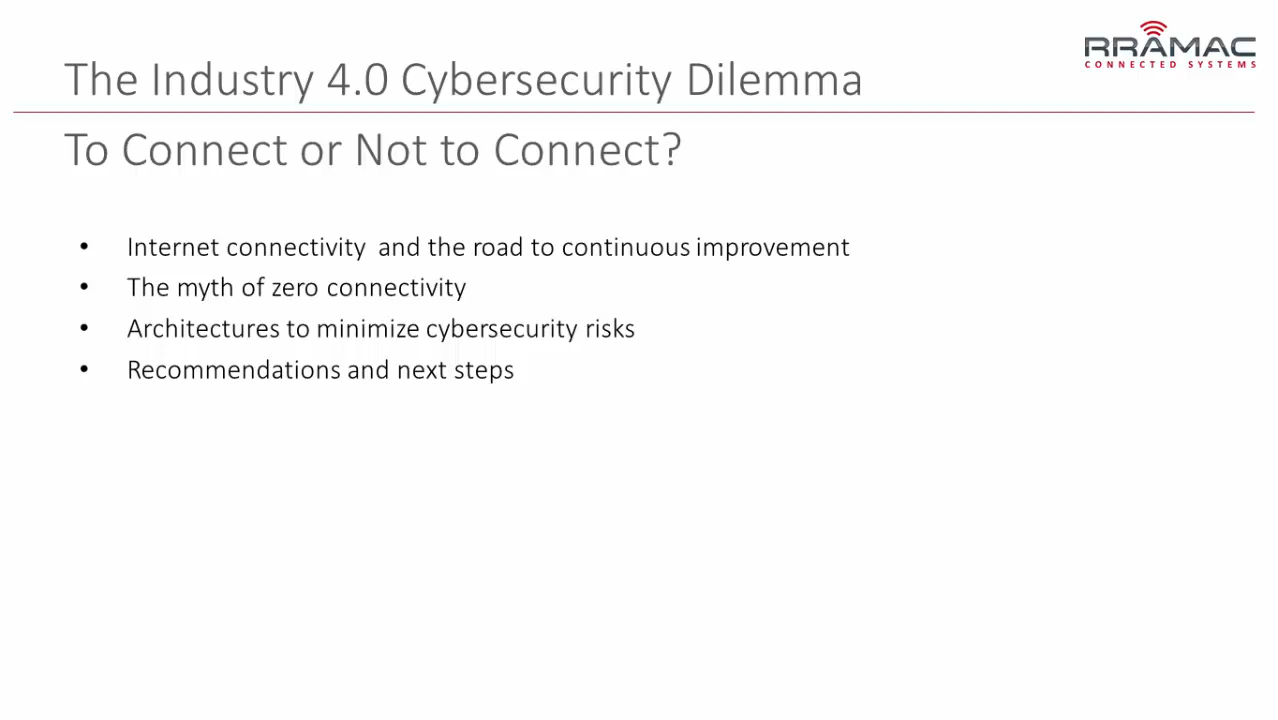 RRAMAC
CONNECTED SYSTEMS
The Industry 4.0 Cybersecurity Dilemma
To Connect or Not to Connect?
• Internet connectivity and the road to continuous improvement
• The myth of zero connectivity
• Architectures to minimize cybersecurity risks
• Recommendations and next steps